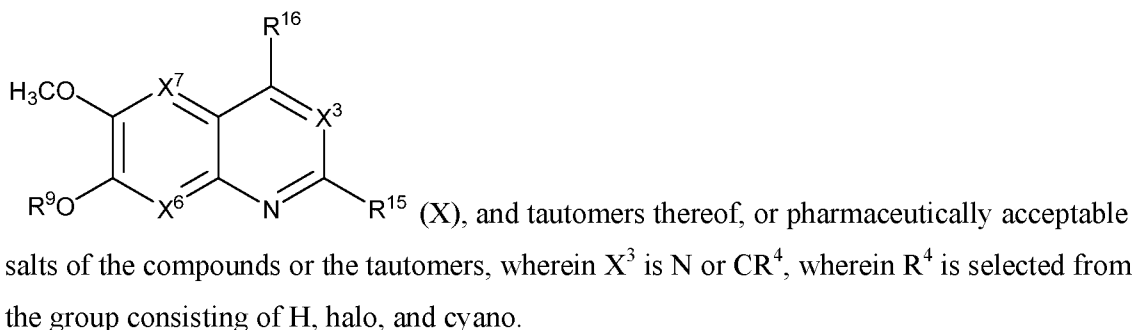 R¹⁶
H₃CO X⁷ X³
R⁹O X⁶ N R¹⁵ (X), and tautomers thereof, or pharmaceutically acceptable
salts of the compounds or the tautomers, wherein X³ is N or CR⁴, wherein R⁴ is selected from
the group consisting of H, halo, and cyano.